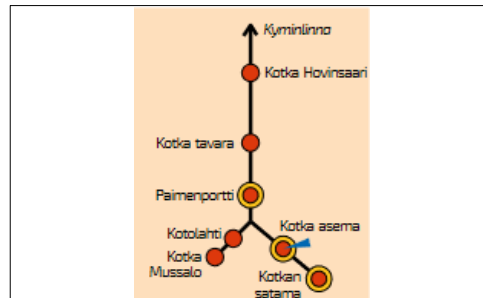 Kyminlinna
Kotka Hovinsaari
Kotka tavara
Paimenportti
Kotolahti
Kotka asema
Kotka
Mussalo
Kotkan
satama